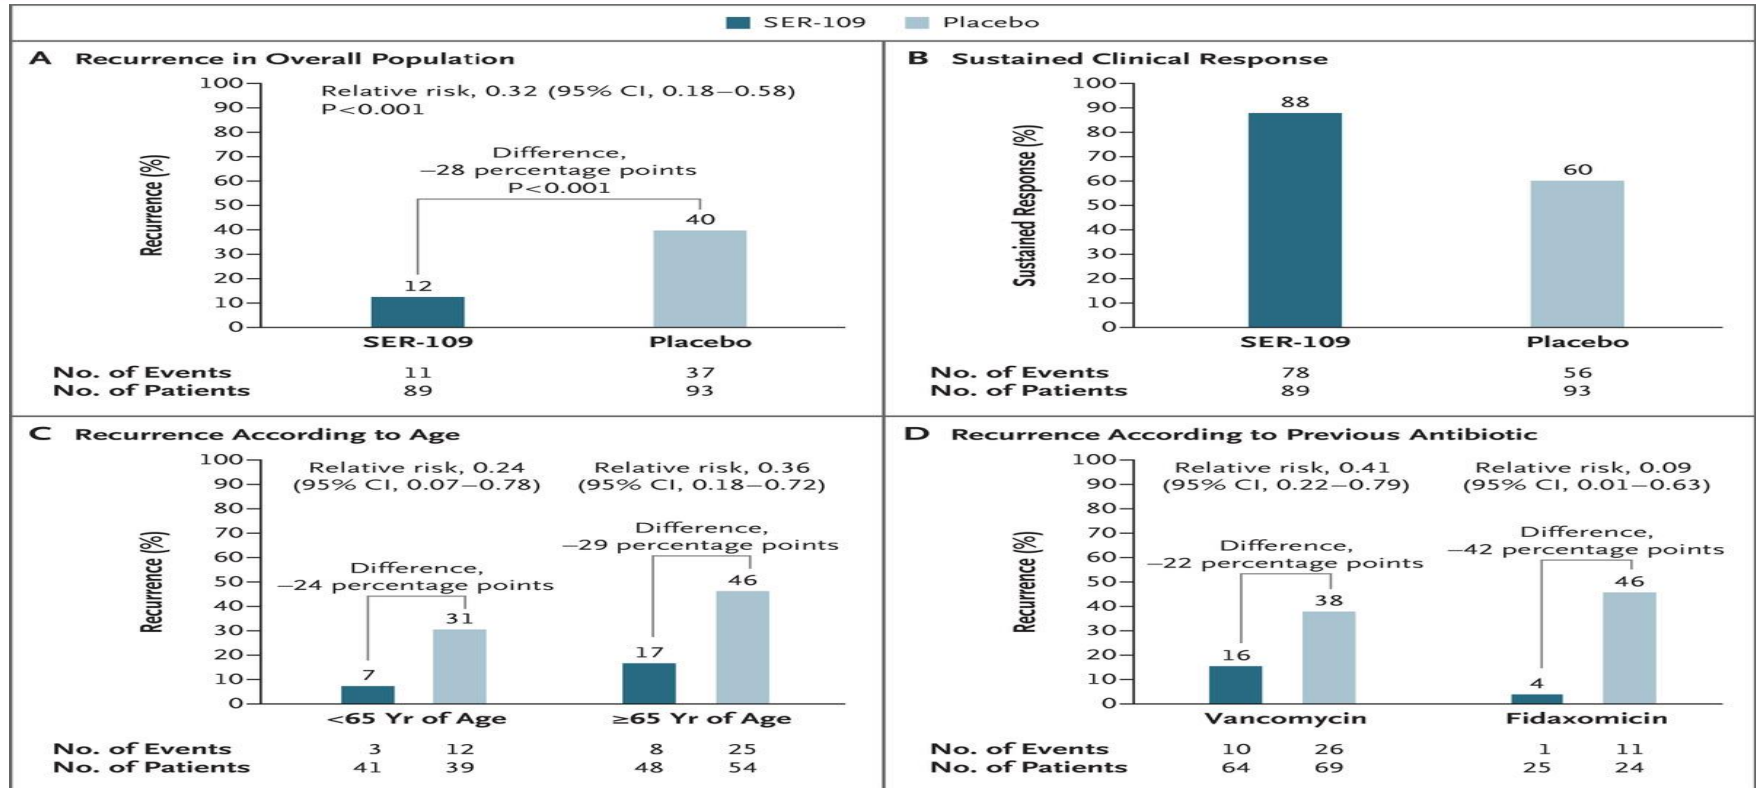 SER-109 Placebo
A Recurrence in Overall Population
Relative risk, 0.32 (95% CI, 0.18–0.58)
P<0.001
Difference,
–28 percentage points
P<0.001
Recurrence (%)
100
90
80
70
60
50
40
30
20
10
0
12
40
SER-109 Placebo
No. of Events 11 37
No. of Patients 89 93
B Sustained Clinical Response
Sustained Response (%)
100
90
80
70
60
50
40
30
20
10
0
88
60
SER-109 Placebo
No. of Events 78 56
No. of Patients 89 93
C Recurrence According to Age
Relative risk, 0.24
(95% CI, 0.07–0.78)
Relative risk, 0.36
(95% CI, 0.18–0.72)
Difference,
–24 percentage points
Difference,
–29 percentage points
Recurrence (%)
100
90
80
70
60
50
40
30
20
10
0
7
31
17
46
<65 Yr of Age ≥65 Yr of Age
No. of Events 3 12 8 25
No. of Patients 41 39 48 54
D Recurrence According to Previous Antibiotic
Relative risk, 0.41
(95% CI, 0.22–0.79)
Relative risk, 0.09
(95% CI, 0.01–0.63)
Difference,
–22 percentage points
Difference,
–42 percentage points
Recurrence (%)
100
90
80
70
60
50
40
30
20
10
0
16
38
4
46
Vancomycin Fidaxomicin
No. of Events 10 26 1 11
No. of Patients 64 69 25 24